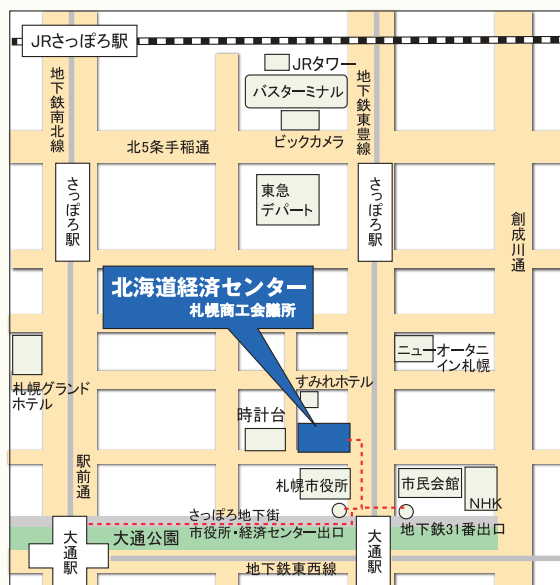 JRさっぽろ駅
JRタワー
バスターミナル
ビックカメラ
地下鉄南北線
地下鉄東豊線
北5条手稲通
さっぽろ駅
東急
デパート
さっぽろ駅
創成川通
北海道経済センター
札幌商工会議所
ニューオータニ
イン札幌
札幌グランド
ホテル
すみれホテル
時計台
駅前通
札幌市役所
市民会館
NHK
さっぽろ地下街
市役所・経済センター出口
地下鉄31番出口
大通公園
大通駅
大通駅
地下鉄東西線